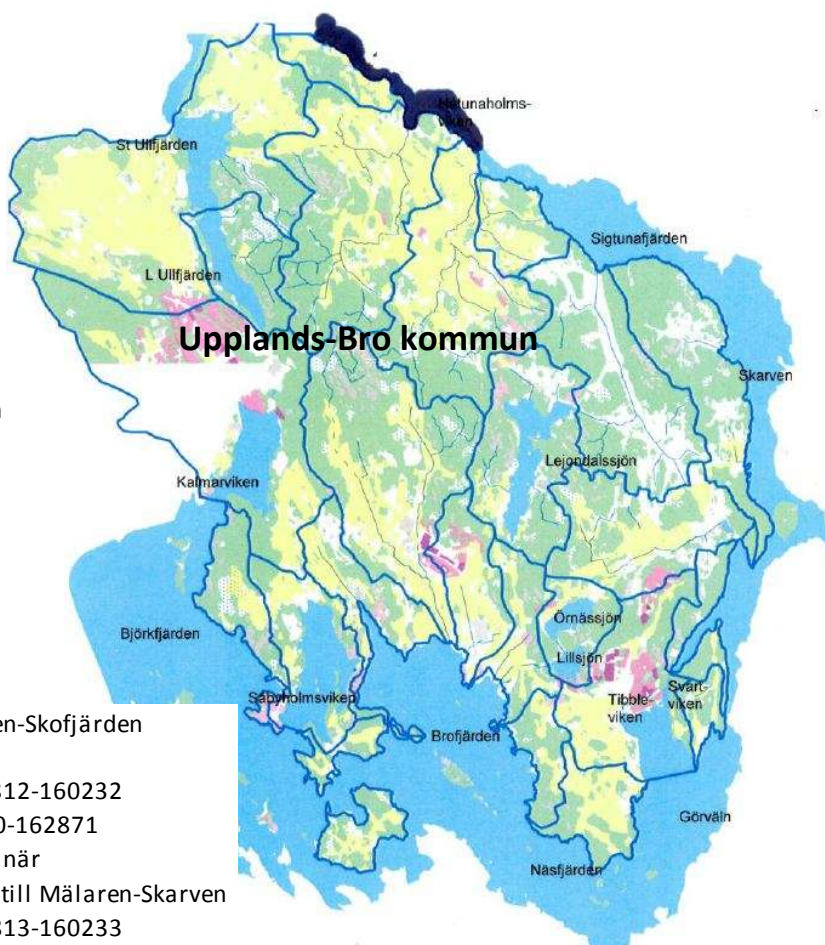 Håtunaholms-
viken
St Ullfjärden
Sigtunafjärden
L Ullfjärden
Upplands-Bro kommun
Skarven
Lejondalssjön
Kalmarviken
Örnässjön
Björkfjärden
Lillsjön
Svart-
viken
Säbyholmsviken
Tibble-
viken
Brofjärden
Görväln
Näsfjärden
en-Skofjärden
312-160232
0-162871
när
till Mälaren-Skarven
313-160233